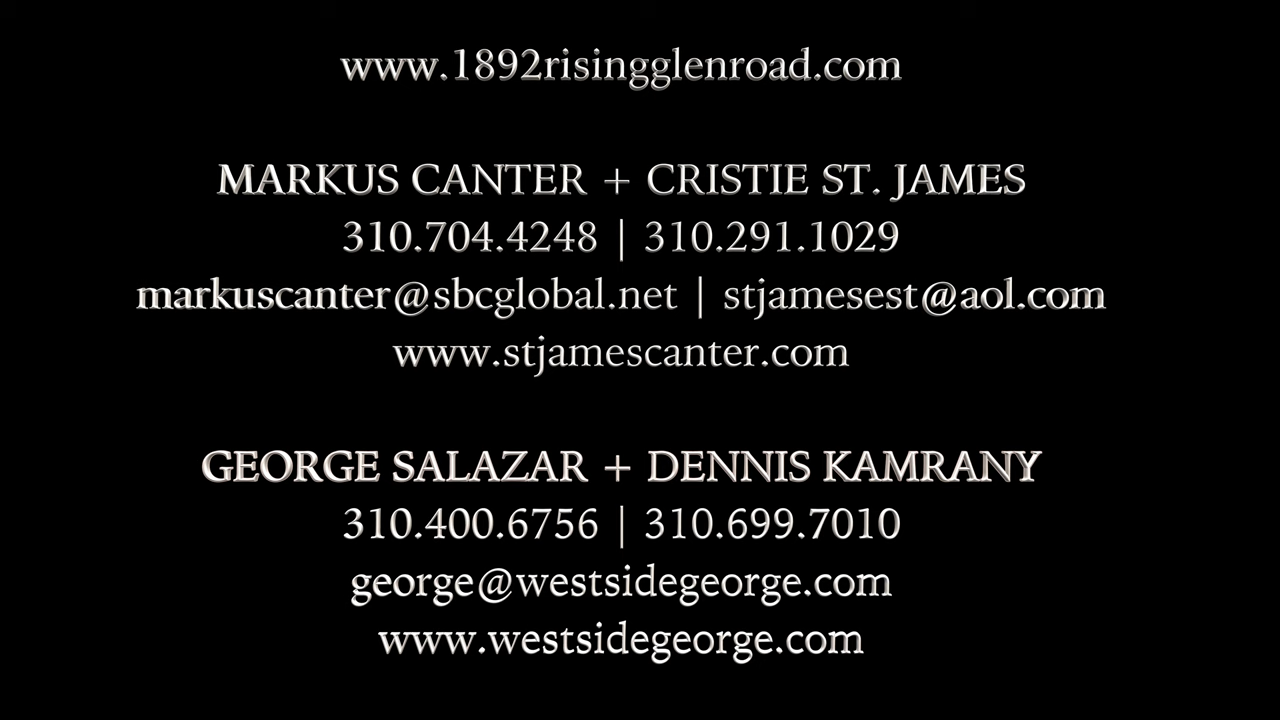 www.1892risingglenroad.com
MARKUS CANTER + CRISTIE ST. JAMES
310.704.4248 | 310.291.1029
markuscanter@sbcglobal.net | stjamesest@aol.com
www.stjamescanter.com
GEORGE SALAZAR + DENNIS KAMRANY
310.400.6756 | 310.699.7010
george@westsidegeorge.com
www.westsidegeorge.com